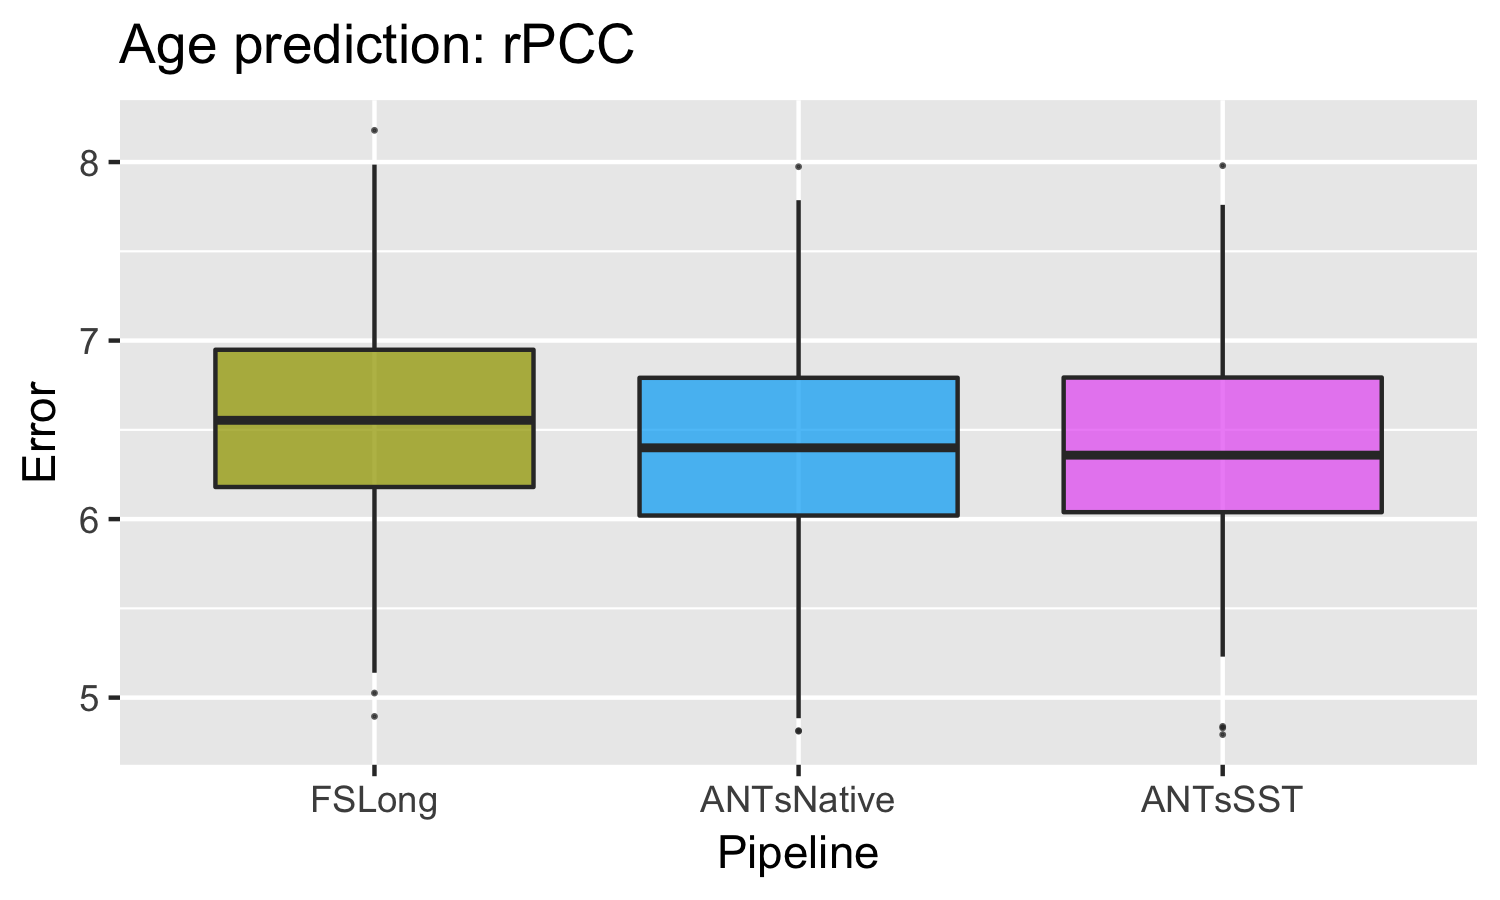 Age prediction: rPCC
8
7
6
5
Error
FSLong ANTsNative ANTsSST
Pipeline